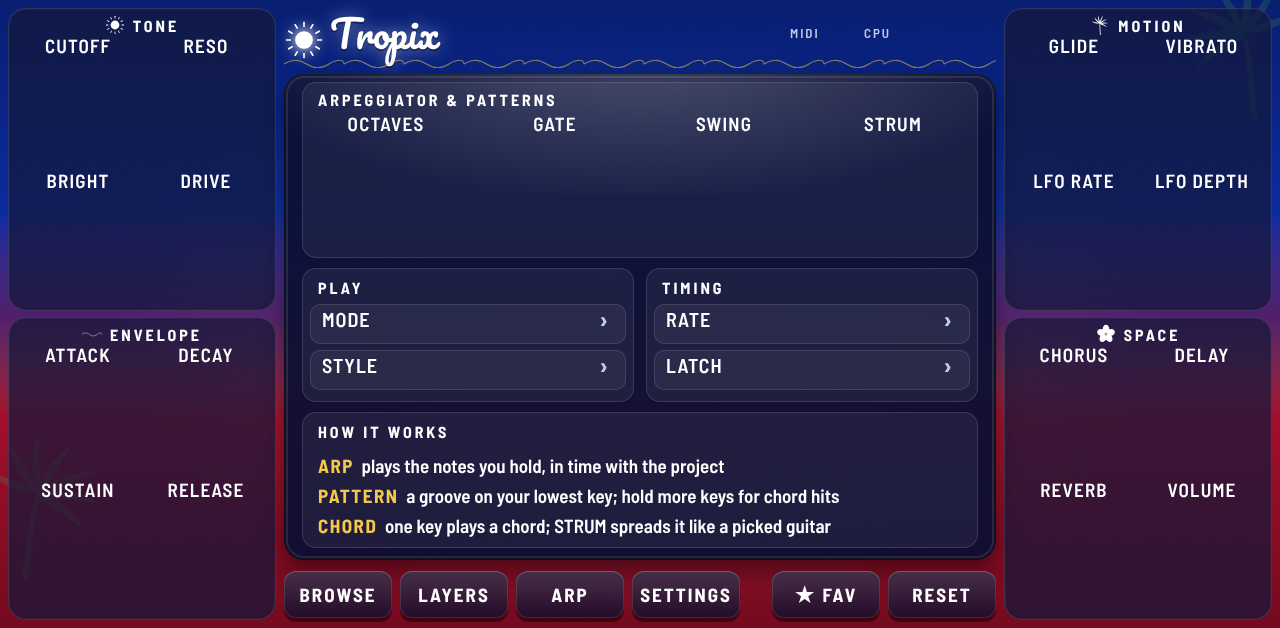 TONE
CUTOFF RESO
BRIGHT DRIVE
ENVELOPE
ATTACK DECAY
SUSTAIN RELEASE
Tropix
MIDI CPU
ARPEGGIATOR & PATTERNS
OCTAVES GATE SWING STRUM
PLAY
MODE ›
STYLE ›
TIMING
RATE ›
LATCH ›
HOW IT WORKS
ARP plays the notes you hold, in time with the project
PATTERN a groove on your lowest key; hold more keys for chord hits
CHORD one key plays a chord; STRUM spreads it like a picked guitar
BROWSE LAYERS ARP SETTINGS ★ FAV RESET
MOTION
GLIDE VIBRATO
LFO RATE LFO DEPTH
SPACE
CHORUS DELAY
REVERB VOLUME